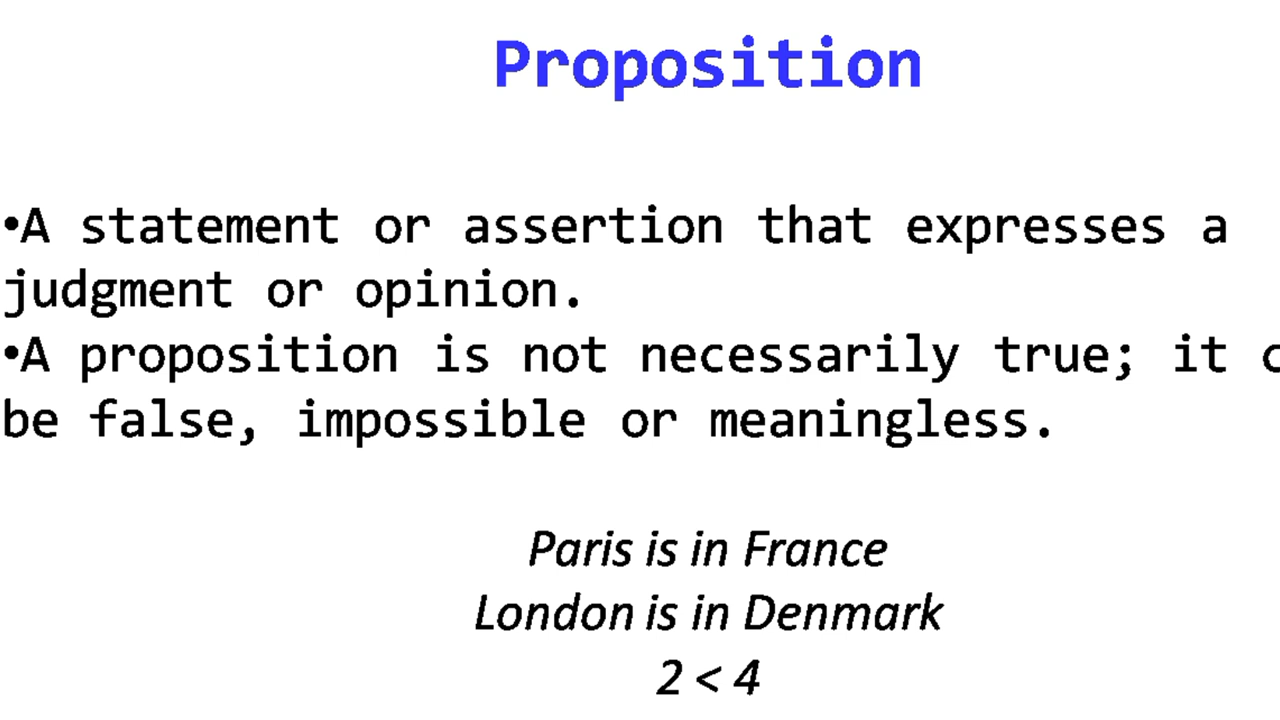 Proposition
•A statement or assertion that expresses a
judgment or opinion.
•A proposition is not necessarily true; it
be false, impossible or meaningless.
Paris is in France
London is in Denmark
2 < 4